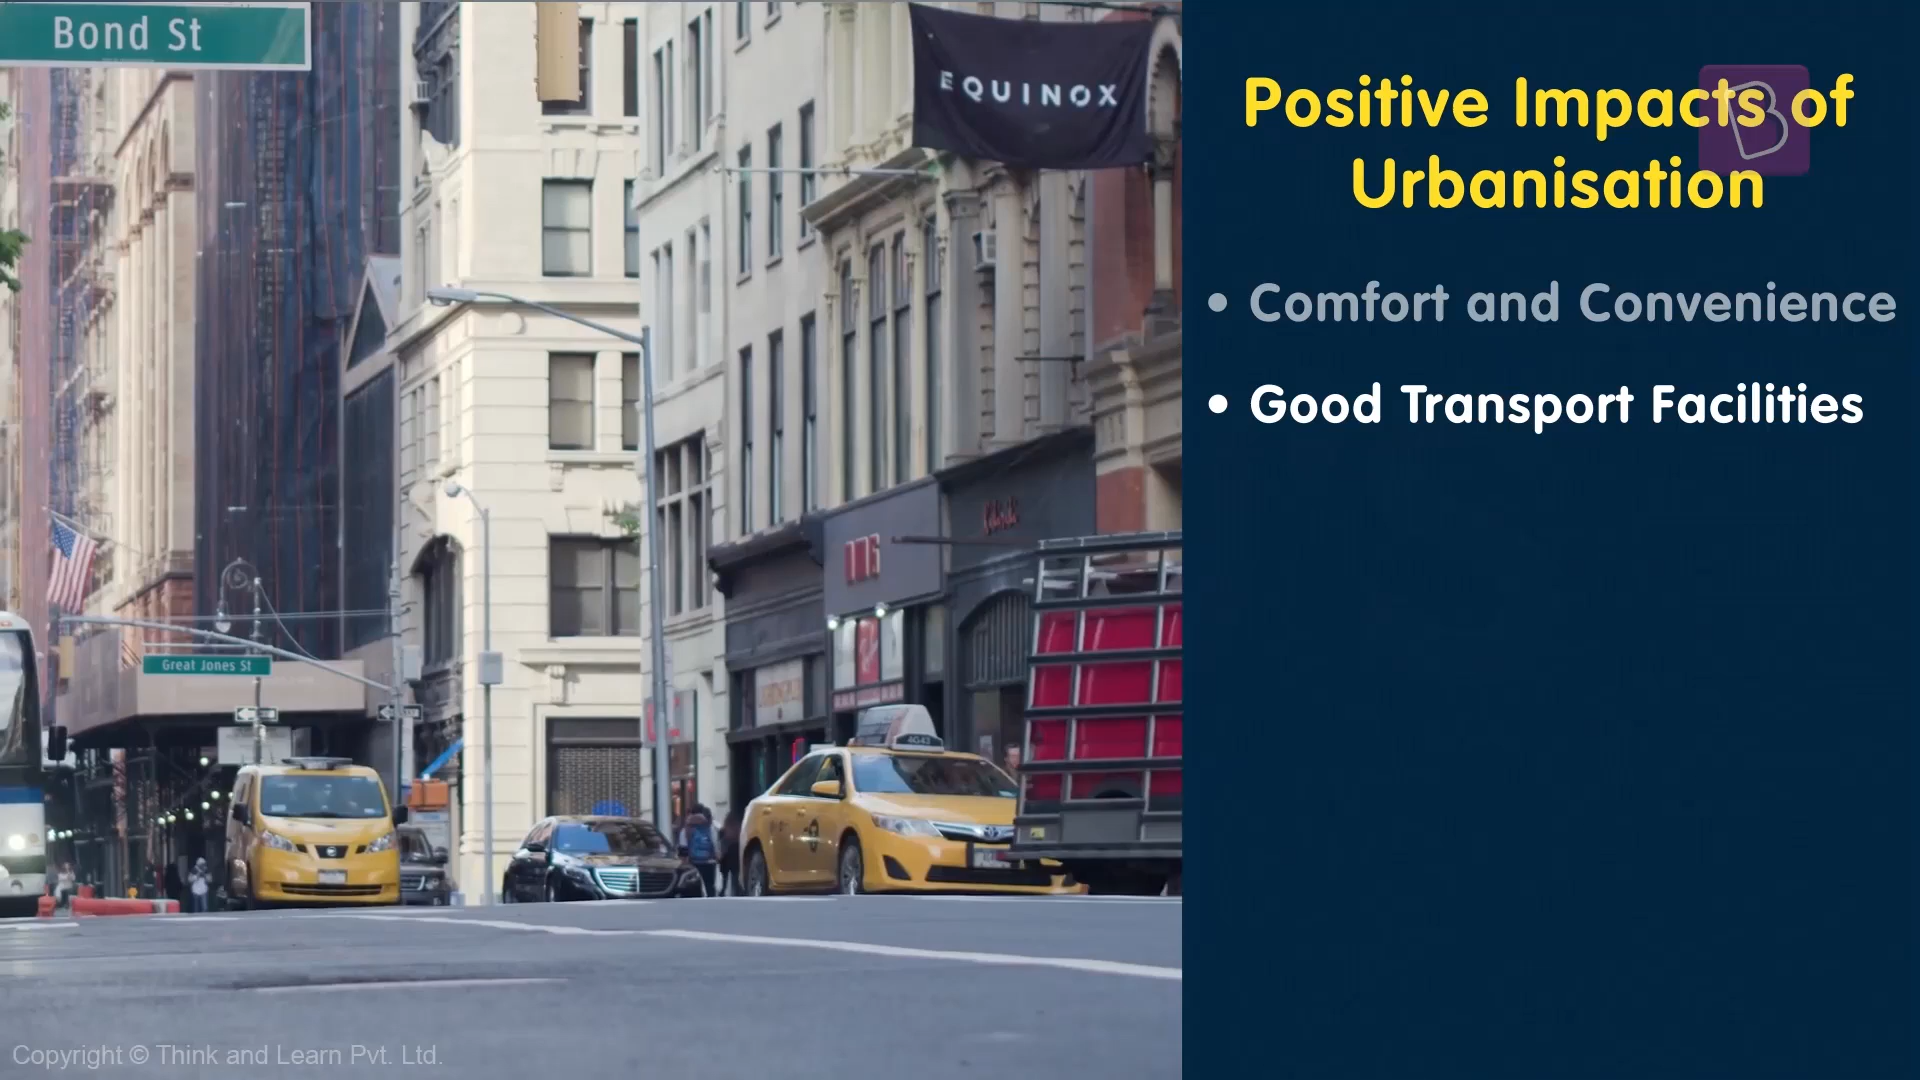 Bond St
EQUINOX
Positive Impacts of
Urbanisation
• Comfort and Convenience
• Good Transport Facilities
Great Jones St
4G43
Copyright © Think and Learn Pvt. Ltd.